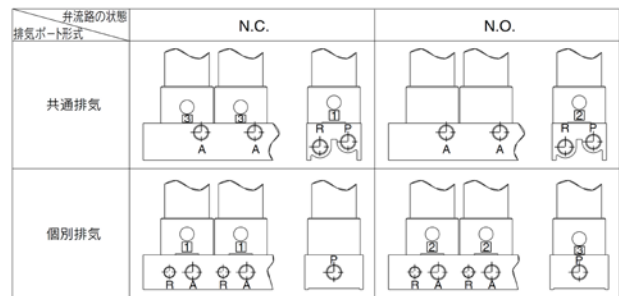 弁流路の状態
排気ポート形式
N.C.
N.O.
共通排気
3 3 1
R P
A A
2
R P
A A
個別排気
1 1
P
R A R A
2 2
3
P
R A R A